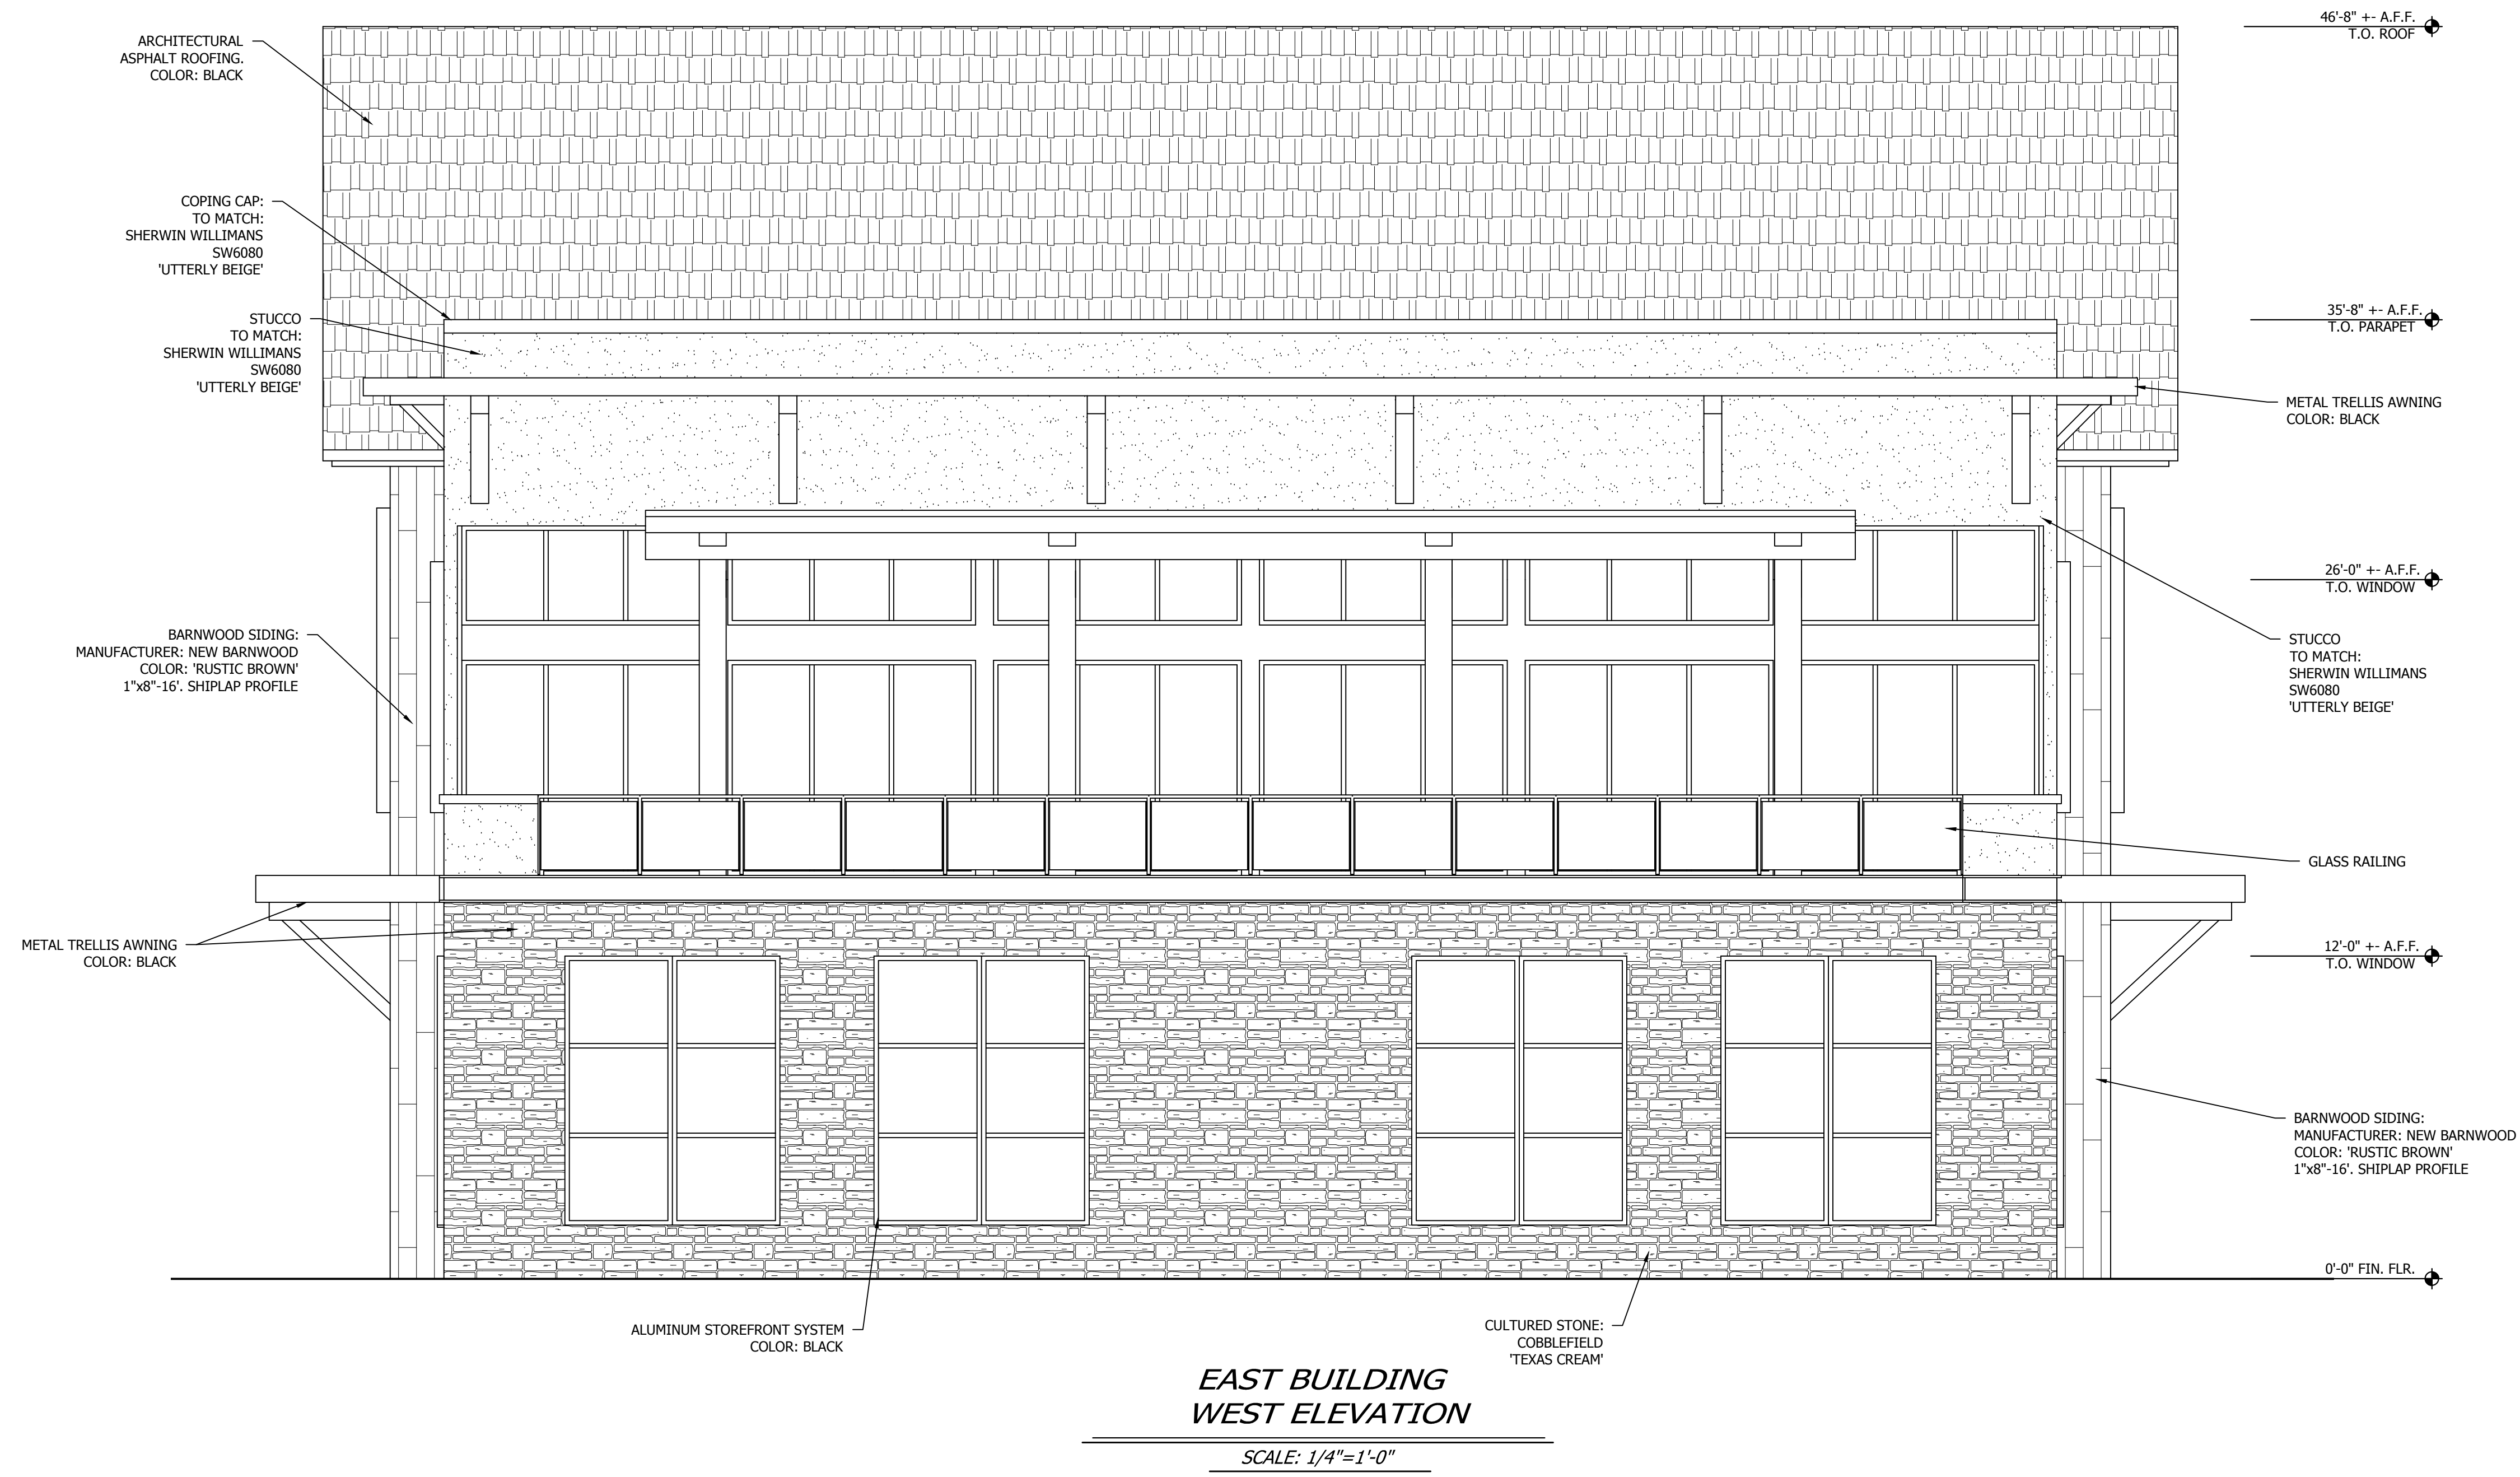 46'-8" +- A.F.F.
T.O. ROOF
ARCHITECTURAL
ASPHALT ROOFING.
COLOR: BLACK
COPING CAP:
TO MATCH:
SHERWIN WILLIMANS
SW6080
'UTTERLY BEIGE'
35'-8" +- A.F.F.
T.O. PARAPET
STUCCO
TO MATCH:
SHERWIN WILLIMANS
SW6080
'UTTERLY BEIGE'
METAL TRELLIS AWNING
COLOR: BLACK
26'-0" +- A.F.F.
T.O. WINDOW
BARNWOOD SIDING:
MANUFACTURER: NEW BARNWOOD
COLOR: 'RUSTIC BROWN'
1"x8"-16'. SHIPLAP PROFILE
STUCCO
TO MATCH:
SHERWIN WILLIMANS
SW6080
'UTTERLY BEIGE'
GLASS RAILING
METAL TRELLIS AWNING
COLOR: BLACK
12'-0" +- A.F.F.
T.O. WINDOW
BARNWOOD SIDING:
MANUFACTURER: NEW BARNWOOD
COLOR: 'RUSTIC BROWN'
1"x8"-16'. SHIPLAP PROFILE
0'-0" FIN. FLR.
ALUMINUM STOREFRONT SYSTEM
COLOR: BLACK
CULTURED STONE:
COBBLEFIELD
'TEXAS CREAM'
EAST BUILDING
WEST ELEVATION
SCALE: 1/4"=1'-0"